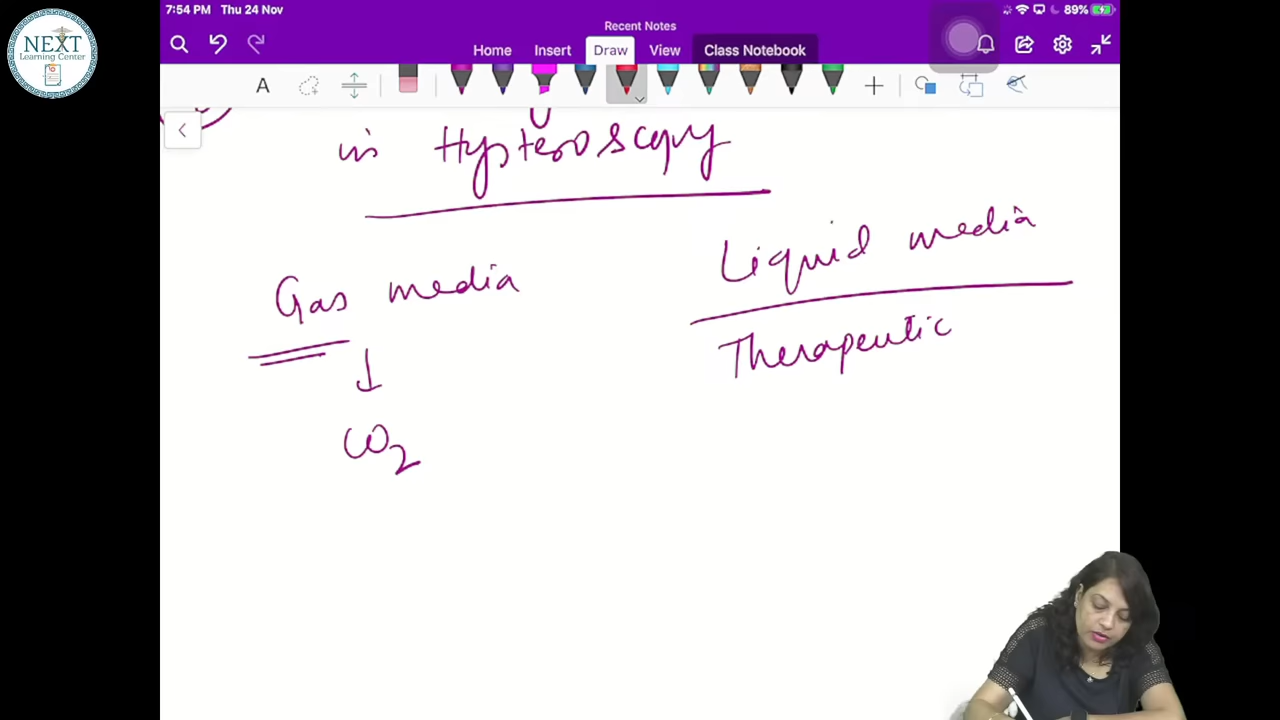 7:54 PM Thu 24 Nov
89%
NEXT
Learning Center
Recent Notes
Home Insert Draw View Class Notebook
A
in Hysteroscopy
Gas media
Liquid media
Therapeutic
CO2